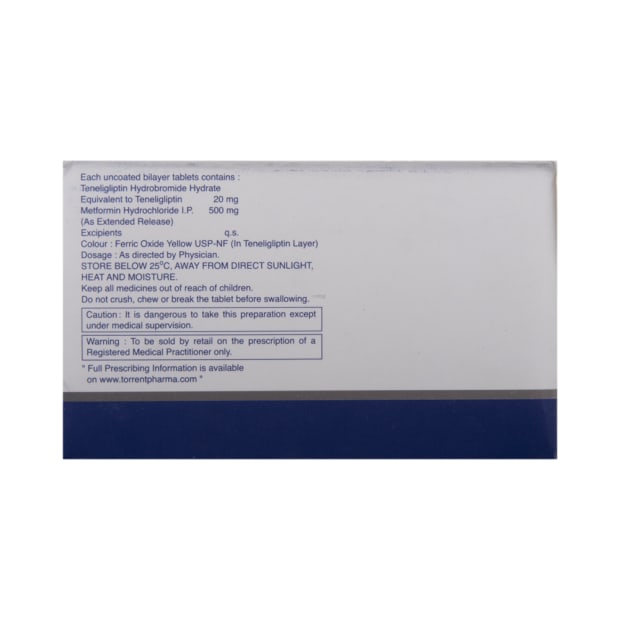 Each uncoated bilayer tablets contains :
Teneligliptin Hydrobromide Hydrate
Equivalent to Teneligliptin 20 mg
Metformin Hydrochloride I.P. 500 mg
(As Extended Release)
Excipients q.s.
Colour : Ferric Oxide Yellow USP-NF (In Teneligliptin Layer)
Dosage : As directed by Physician.
STORE BELOW 25°C, AWAY FROM DIRECT SUNLIGHT,
HEAT AND MOISTURE.
Keep all medicines out of reach of children.
Do not crush, chew or break the tablet before swallowing.
Caution : It is dangerous to take this preparation except
under medical supervision.
Warning : To be sold by retail on the prescription of a
Registered Medical Practitioner only.
" Full Prescribing Information is available
on www.torrentpharma.com "